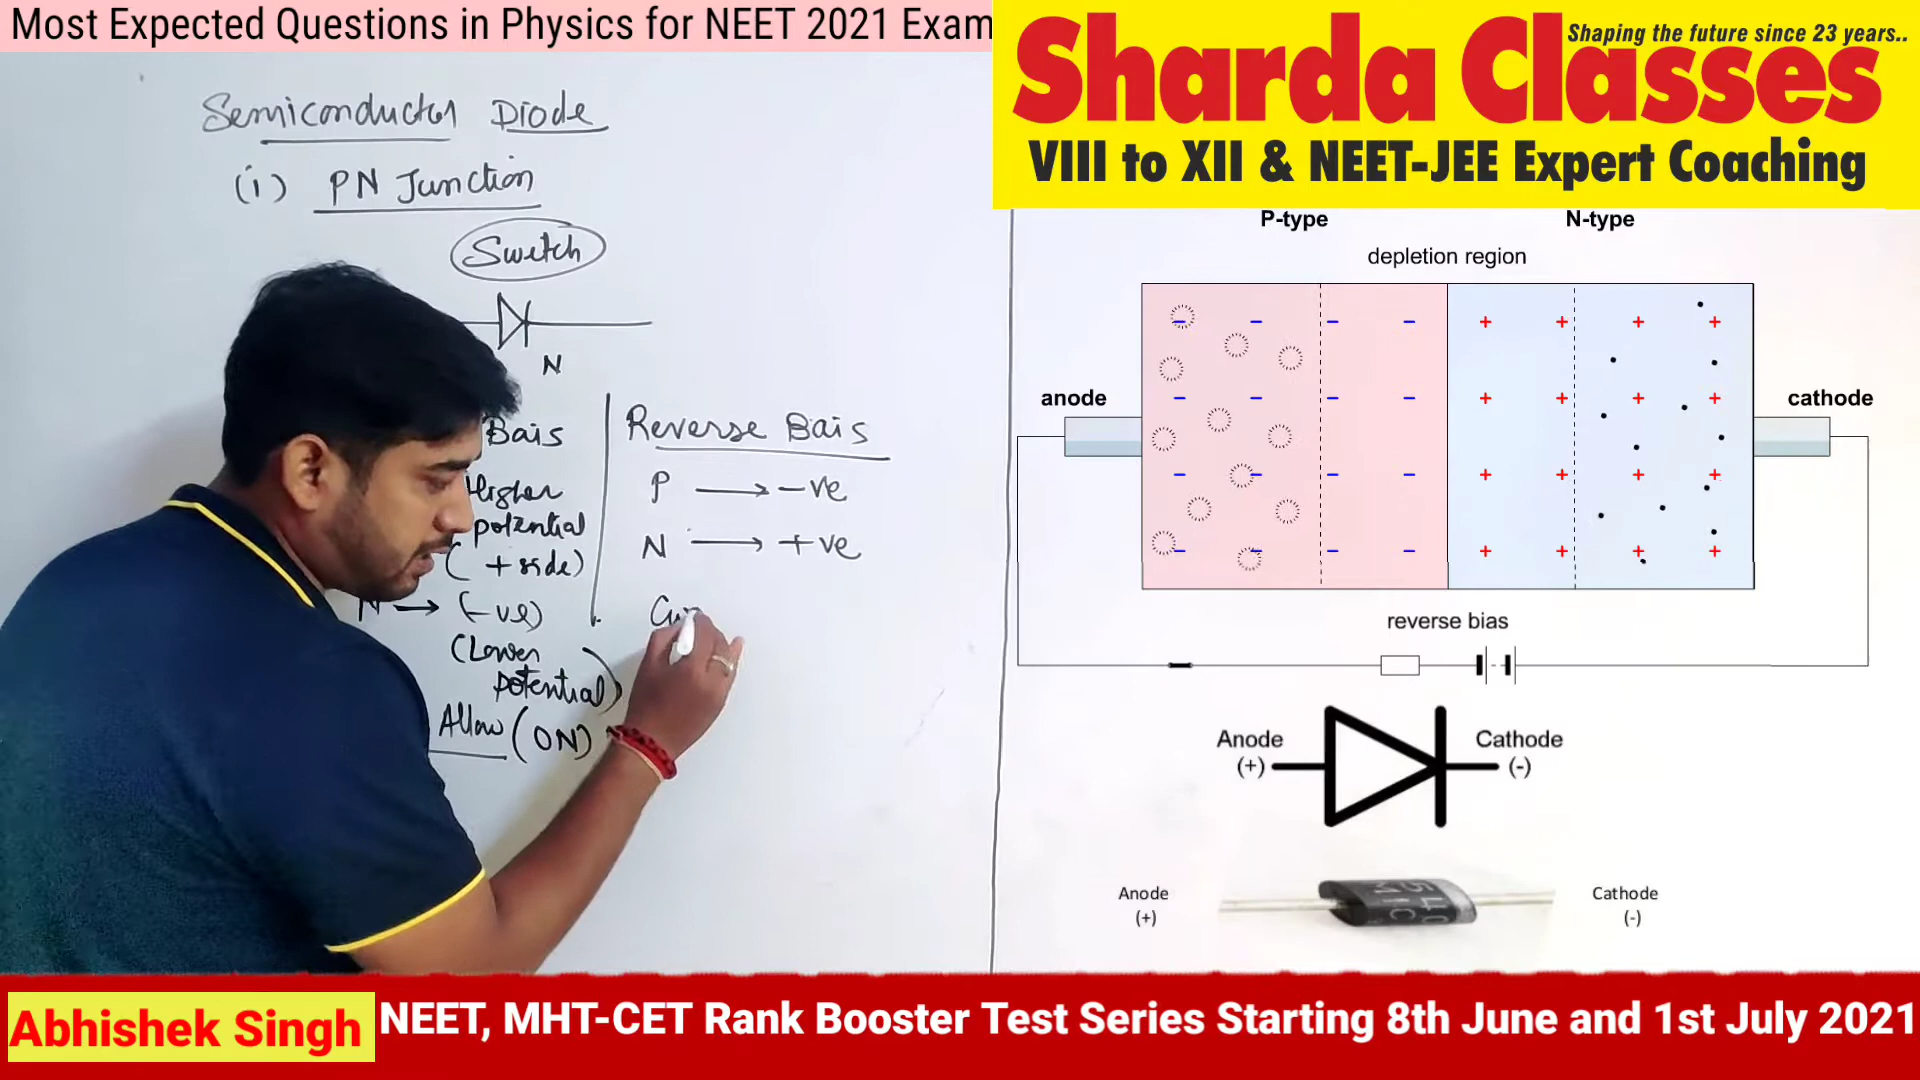 Most Expected Questions in Physics for NEET 2021 Exam
Shaping the future since 23 years..
Sharda Classes
VIII to XII & NEET-JEE Expert Coaching
Semiconductor Diode
(i) PN Junction
Switch
N
Bais
Higher
potential
(+side)
N → (-ve)
(Lower
potential)
Allow (ON)
Reverse Bais
P → -ve
N → +ve
Cur
P-type N-type
depletion region
anode cathode
reverse bias
Anode Cathode
(+) (-)
Anode Cathode
(+) (-)
Abhishek Singh
NEET, MHT-CET Rank Booster Test Series Starting 8th June and 1st July 2021